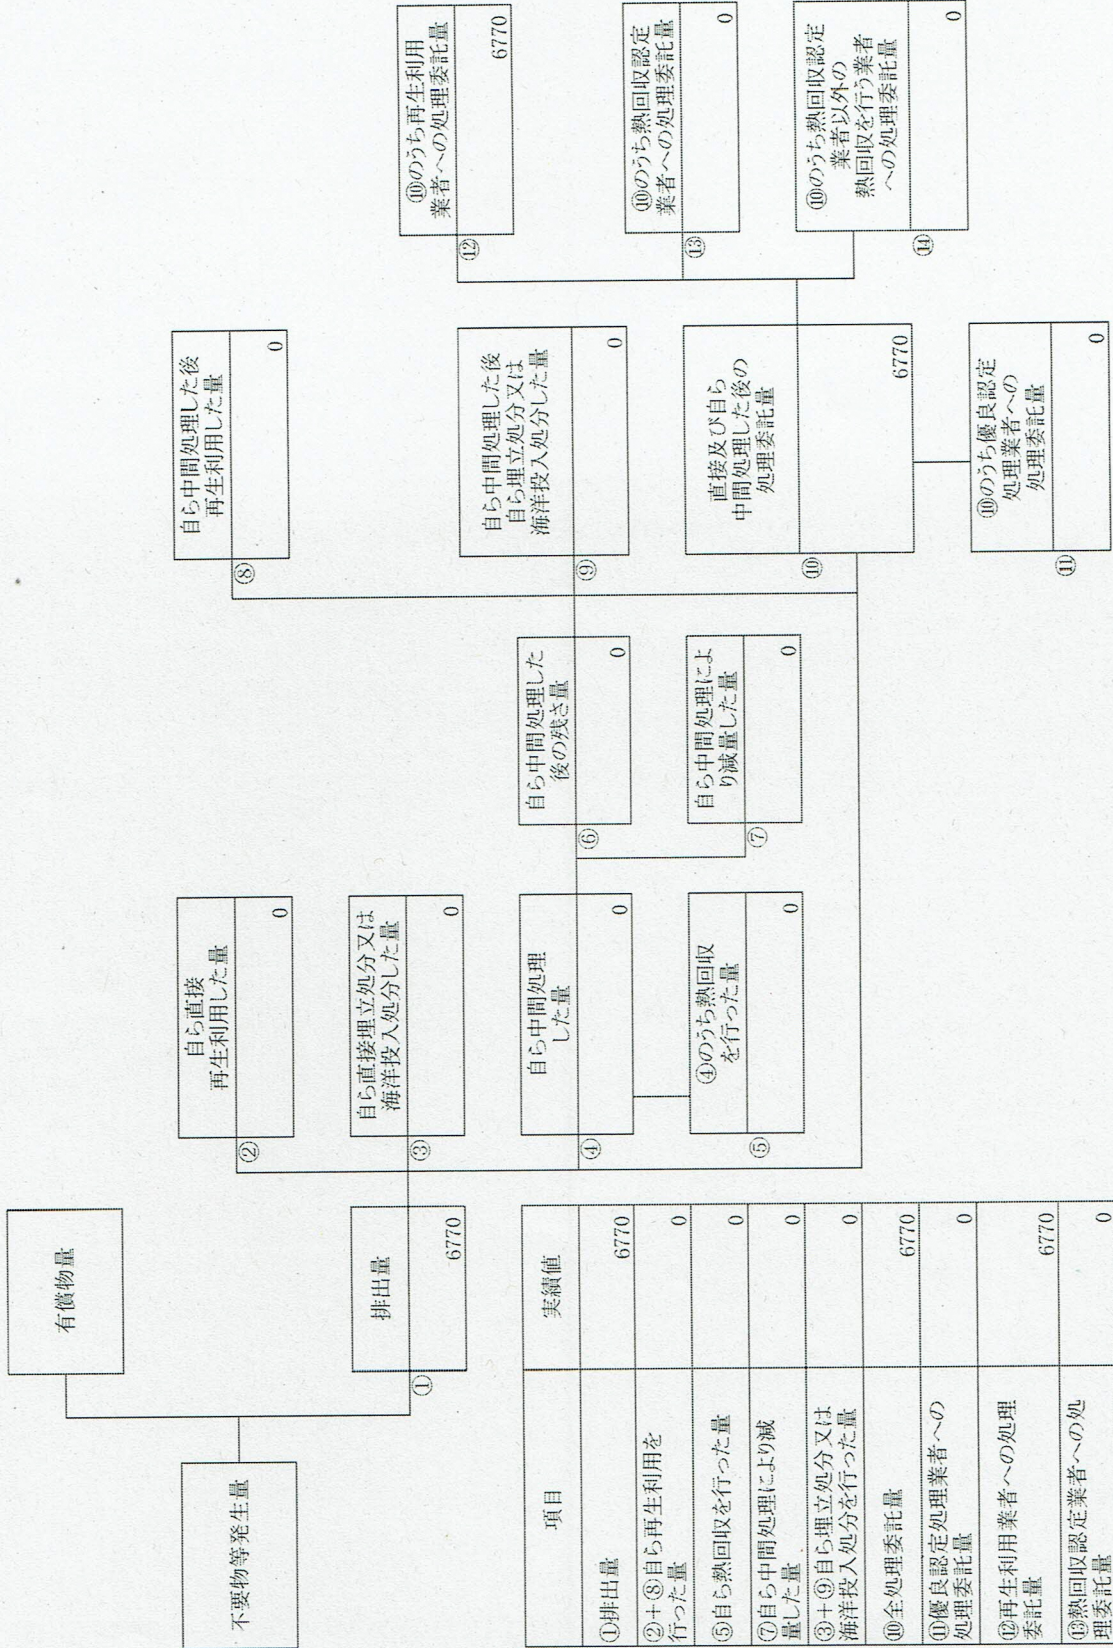 不要物等発生量
有償物量
排出量
①
6770
自ら直接
再生利用した量
②
0
自ら直接埋立処分又は
海洋投入処分した量
③
0
自ら中間処理
した量
④
0
④のうち熱回収
を行った量
⑤
0
自ら中間処理した
後の残さ量
⑥
0
自ら中間処理によ
り減量した量
⑦
0
自ら中間処理した後
再生利用した量
⑧
0
自ら中間処理した後
自ら埋立処分又は
海洋投入処分した量
⑨
0
直接及び自ら
中間処理した後の
処理委託量
⑩
6770
⑩のうち優良認定
処理業者への
処理委託量
⑪
0
⑩のうち再生利用
業者への処理委託量
⑫
6770
⑩のうち熱回収認定
業者への処理委託量
⑬
0
⑩のうち熱回収認定
業者以外の
熱回収を行う業者
への処理委託量
⑭
0
項目 実績値
①排出量 6770
②+⑧自ら再生利用を
行った量 0
⑤自ら熱回収を行った量 0
⑦自ら中間処理により減
量した量 0
③+⑨自ら埋立処分又は
海洋投入処分を行った量 0
⑩全処理委託量 6770
⑪優良認定処理業者への
処理委託量 0
⑫再生利用業者への処理
委託量 6770
⑬熱回収認定業者への処
理委託量 0